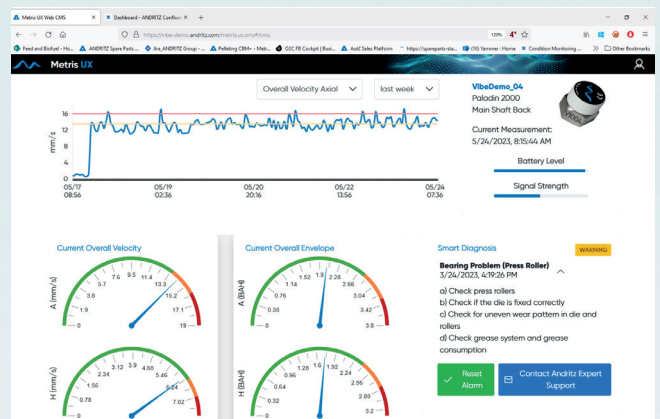 Metris UX Web CMS
Dashboard - ANDRITZ Confluen
https://vibe-demo.andritz.com/metris.ux.cms#/cms
Feed and Biofuel - Ho...
ANDRITZ Spare Parts ...
Ara_ANDRITZ Group - ...
Pelleting CBM+ - Metr...
O2C FB Cockpit | Busi...
AotE Sales Platform
https://spareparts-sta...
(16) Yammer : Home
Condition Monitoring ...
Other Bookmarks
Metris UX
Overall Velocity Axial
last week
mm/s
16
12
8
4
0
05/17 05/19 05/20 05/22 05/24
08:56 02:36 20:16 13:56 07:36
VibeDemo_04
Paladin 2000
Main Shaft Back
Current Measurement:
5/24/2023, 8:15:44 AM
Battery Level
Signal Strength
Current Overall Velocity
A (mm/s)
0 1.9 3.8 5.7 7.6 9.5 11.4 13.3 15.2 17.1 19
H (mm/s)
0.78 1.56 2.34 3.12 3.9 4.68 5.46 6.24 7.02
Current Overall Envelope
A (BAH)
0 0.38 0.76 1.14 1.52 1.9 2.28 2.66 3.04 3.42 3.8
H (BAH)
0 0.32 0.64 0.96 1.28 1.6 1.92 2.24 2.56 2.88 3.2
Smart Diagnosis
WARNING
Bearing Problem (Press Roller)
3/24/2023, 4:19:26 PM
a) Check press rollers
b) Check if the die is fixed correctly
c) Check for uneven wear pattern in die and
rollers
d) Check grease system and grease
consumption
Reset
Alarm
Contact Andritz Expert
Support